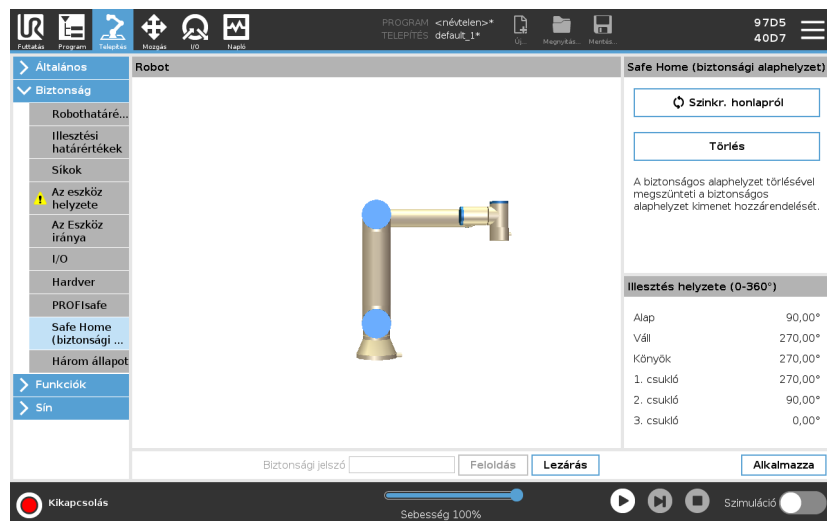 UR
Futtatás
Program
Telepítés
Mozgás
I/O
Napló
PROGRAM <névtelen>*
TELEPÍTÉS default_1*
Új...
Megnyitás...
Mentés...
97D5
40D7
Általános
Biztonság
Robothatáré...
Illesztési
határértékek
Síkok
Az eszköz
helyzete
Az Eszköz
iránya
I/O
Hardver
PROFIsafe
Safe Home
(biztonsági ...
Három állapot
Funkciók
Sín
Robot
Safe Home (biztonsági alaphelyzet)
Szinkr. honlapról
Törlés
A biztonságos alaphelyzet törlésével
megszünteti a biztonságos
alaphelyzet kimenet hozzárendelését.
Illesztés helyzete (0-360°)
Alap 90,00°
Váll 270,00°
Könyök 270,00°
1. csukló 270,00°
2. csukló 90,00°
3. csukló 0,00°
Biztonsági jelszó
Feloldás
Lezárás
Alkalmazza
Kikapcsolás
Sebesség 100%
Szimuláció